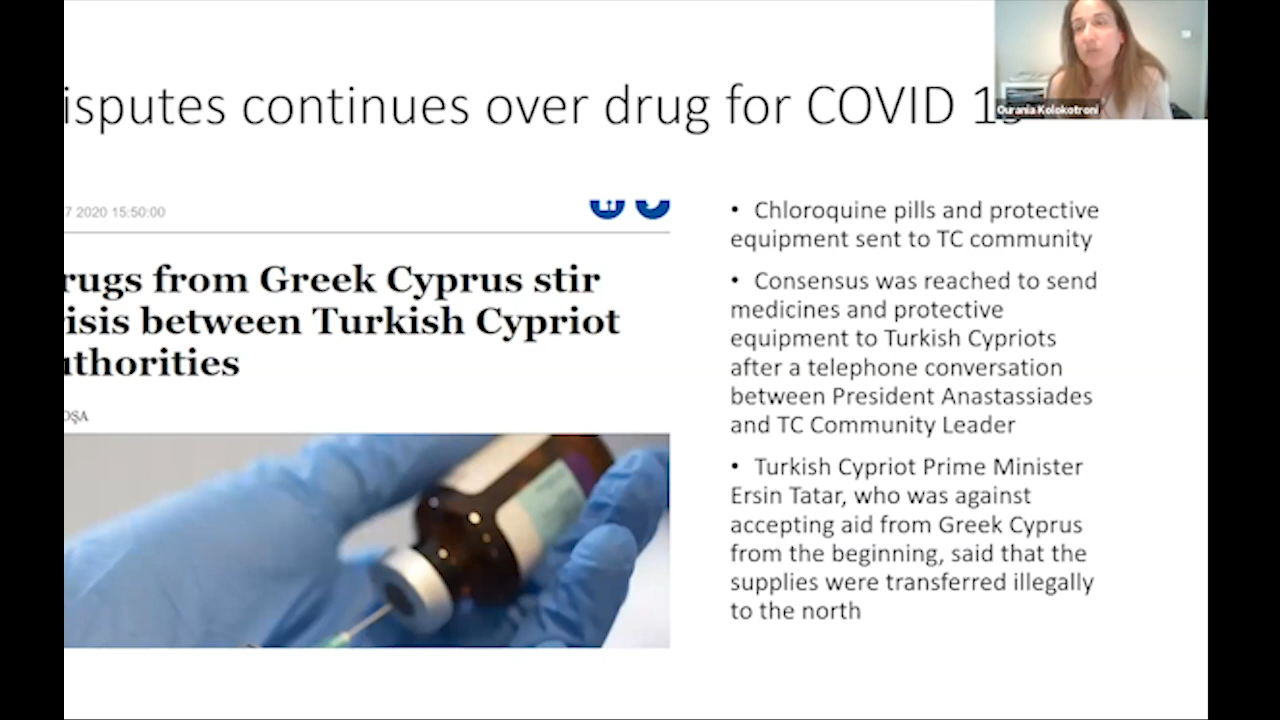 isputes continues over drug for COVID 1
Ourania Kolokotroni
7 2020 15:50:00
rugs from Greek Cyprus stir
isis between Turkish Cypriot
uthorities
OŞA
• Chloroquine pills and protective
equipment sent to TC community
• Consensus was reached to send
medicines and protective
equipment to Turkish Cypriots
after a telephone conversation
between President Anastassiades
and TC Community Leader
• Turkish Cypriot Prime Minister
Ersin Tatar, who was against
accepting aid from Greek Cyprus
from the beginning, said that the
supplies were transferred illegally
to the north